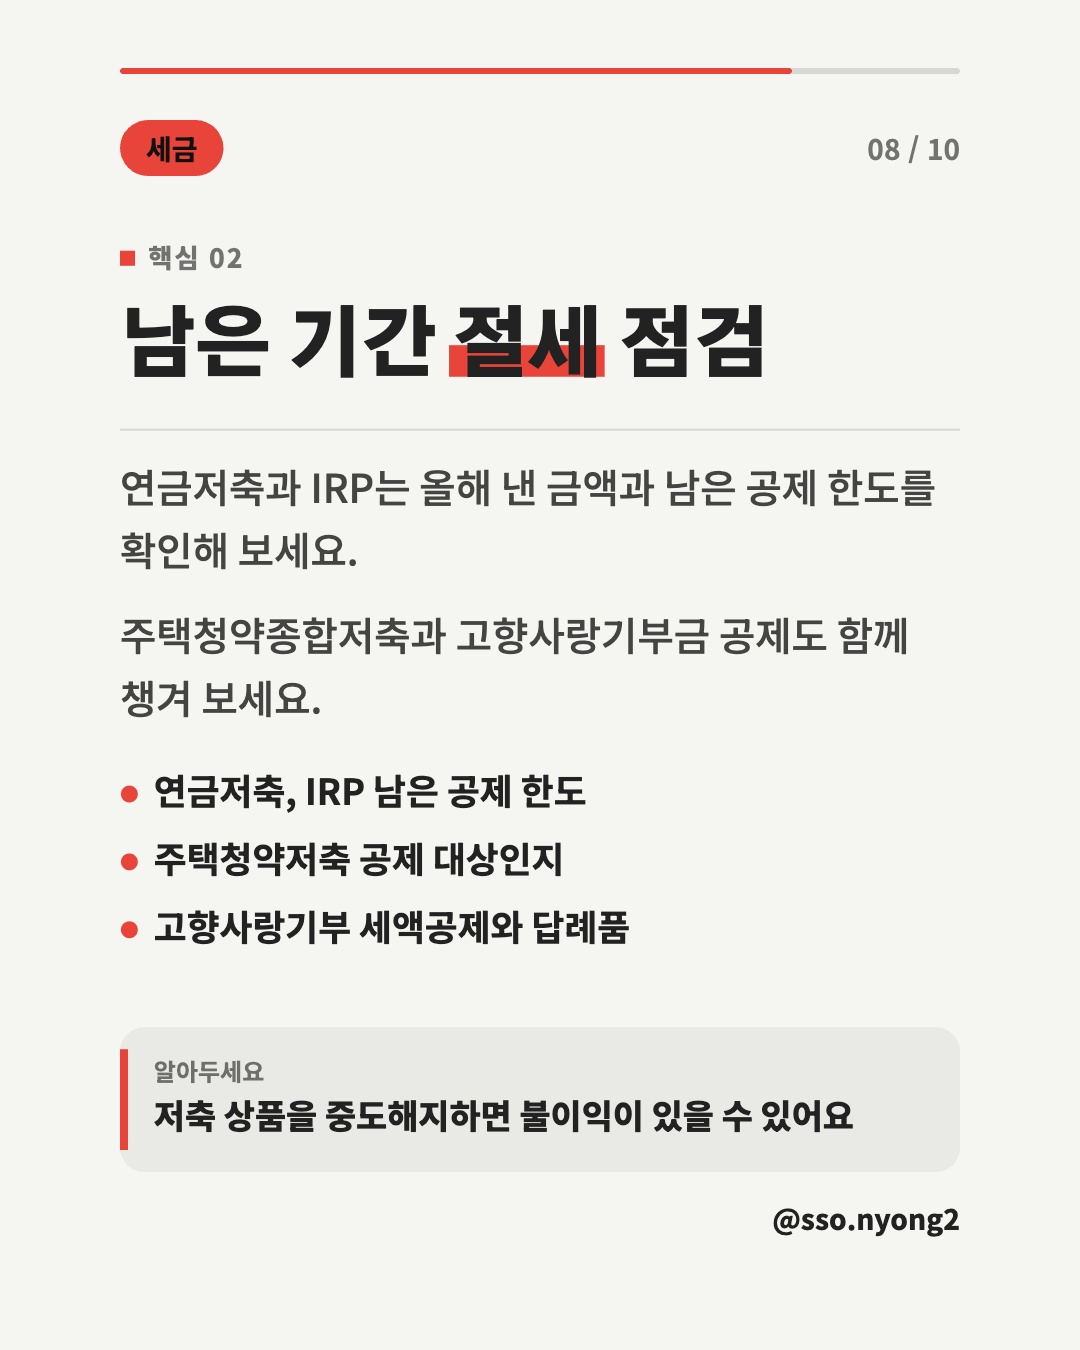 세금
08 / 10
핵심 02
남은 기간 절세 점검
연금저축과 IRP는 올해 낸 금액과 남은 공제 한도를
확인해 보세요.
주택청약종합저축과 고향사랑기부금 공제도 함께
챙겨 보세요.
연금저축, IRP 남은 공제 한도
주택청약저축 공제 대상인지
고향사랑기부 세액공제와 답례품
알아두세요
저축 상품을 중도해지하면 불이익이 있을 수 있어요
@sso.nyong2